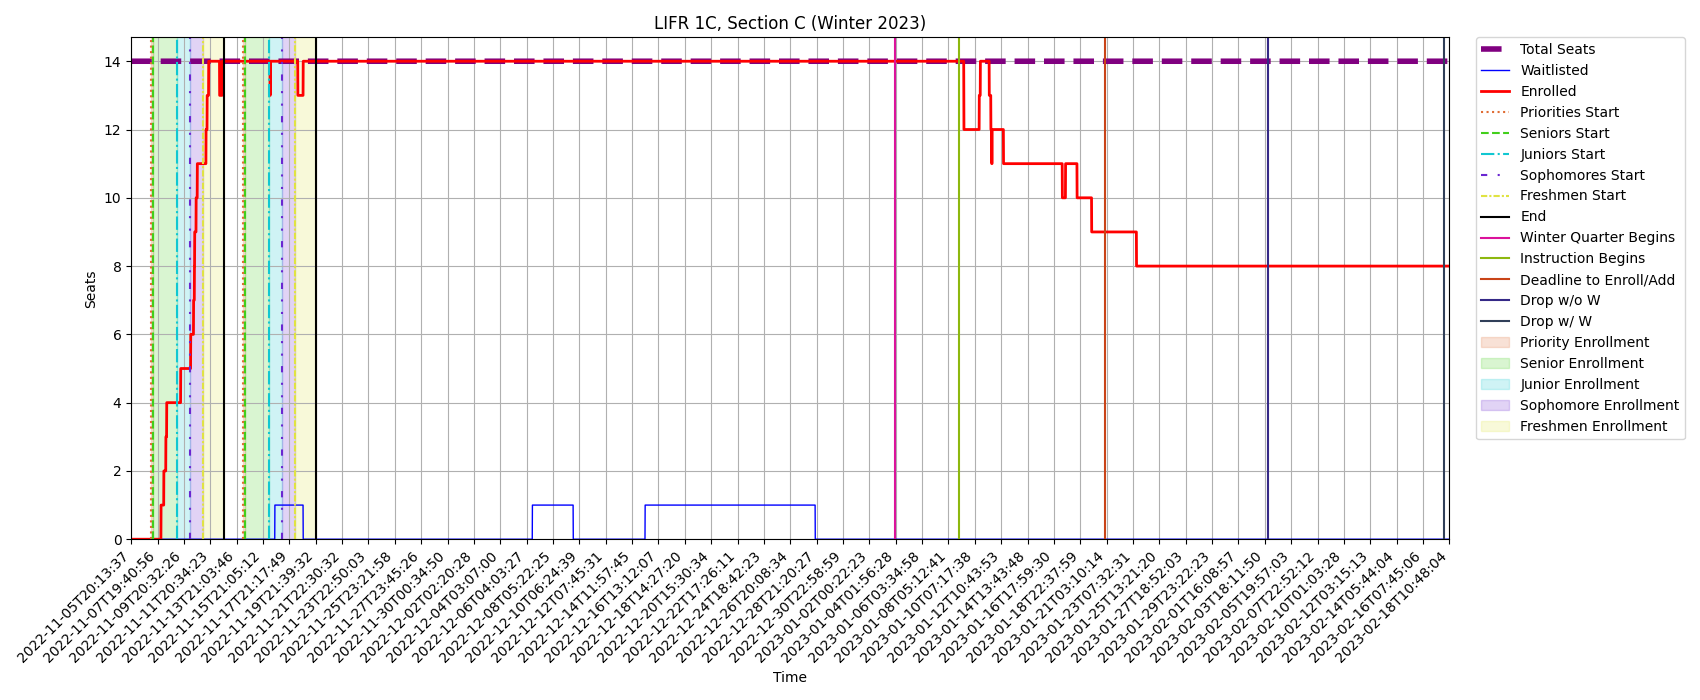 LIFR 1C, Section C (Winter 2023)
Seats
14
12
10
8
6
4
2
0
2022-11-05T20:13:37
2022-11-07T19:40:56
2022-11-09T20:32:26
2022-11-11T20:34:23
2022-11-13T21:03:46
2022-11-15T21:05:12
2022-11-17T21:17:49
2022-11-19T21:39:32
2022-11-21T22:30:32
2022-11-23T22:50:03
2022-11-25T23:21:58
2022-11-27T23:45:26
2022-11-30T00:34:50
2022-12-02T02:20:28
2022-12-04T03:07:00
2022-12-06T04:03:27
2022-12-08T05:22:25
2022-12-10T06:24:39
2022-12-12T07:45:31
2022-12-14T11:57:45
2022-12-16T13:12:07
2022-12-18T14:27:20
2022-12-20T15:30:34
2022-12-22T17:26:11
2022-12-24T18:42:23
2022-12-26T20:08:34
2022-12-28T21:20:27
2022-12-30T22:58:59
2023-01-02T00:22:23
2023-01-04T01:56:28
2023-01-06T03:34:58
2023-01-08T05:12:41
2023-01-10T07:17:38
2023-01-12T10:43:53
2023-01-14T13:43:48
2023-01-16T17:59:30
2023-01-18T22:37:59
2023-01-21T03:10:14
2023-01-23T07:32:31
2023-01-25T13:21:20
2023-01-27T18:52:03
2023-01-29T23:22:23
2023-02-01T16:08:57
2023-02-03T18:11:50
2023-02-05T19:57:03
2023-02-07T22:52:12
2023-02-10T01:03:28
2023-02-12T03:15:13
2023-02-14T05:44:04
2023-02-16T07:45:06
2023-02-18T10:48:04
Time
Total Seats
Waitlisted
Enrolled
Priorities Start
Seniors Start
Juniors Start
Sophomores Start
Freshmen Start
End
Winter Quarter Begins
Instruction Begins
Deadline to Enroll/Add
Drop w/o W
Drop w/ W
Priority Enrollment
Senior Enrollment
Junior Enrollment
Sophomore Enrollment
Freshmen Enrollment